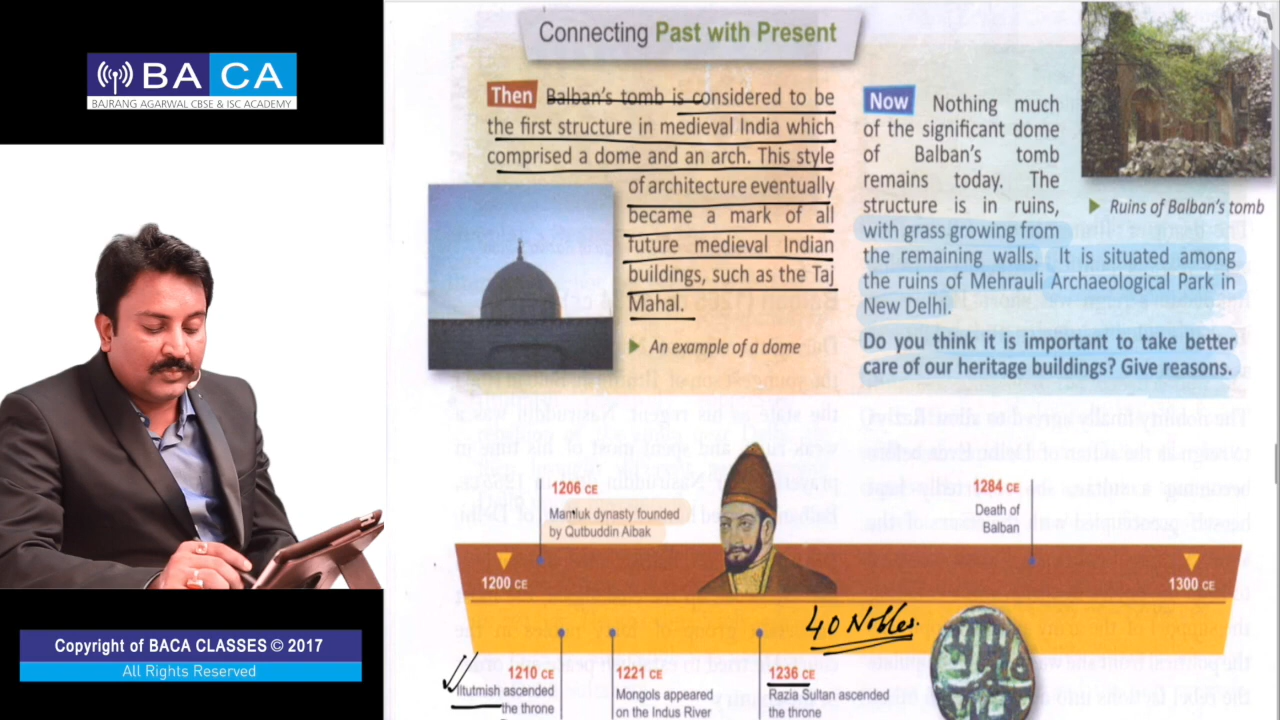 BA CA
BAJRANG AGARWAL CBSE & ISC ACADEMY
Copyright of BACA CLASSES © 2017
All Rights Reserved
Connecting Past with Present
Then Balban's tomb is considered to be
the first structure in medieval India which
comprised a dome and an arch. This style
of architecture eventually
became a mark of all
future medieval Indian
buildings, such as the Taj
Mahal.
An example of a dome
Now Nothing much
of the significant dome
of Balban's tomb
remains today. The
structure is in ruins,
with grass growing from
the remaining walls. It is situated among
the ruins of Mehrauli Archaeological Park in
New Delhi.
Do you think it is important to take better
care of our heritage buildings? Give reasons.
Ruins of Balban's tomb
1206 CE
Mamluk dynasty founded
by Qutbuddin Aibak
1284 CE
Death of
Balban
1200 CE
1300 CE
40 Nobles.
1210 CE
Iltutmish ascended
the throne
1221 CE
Mongols appeared
on the Indus River
1236 CE
Razia Sultan ascended
the throne